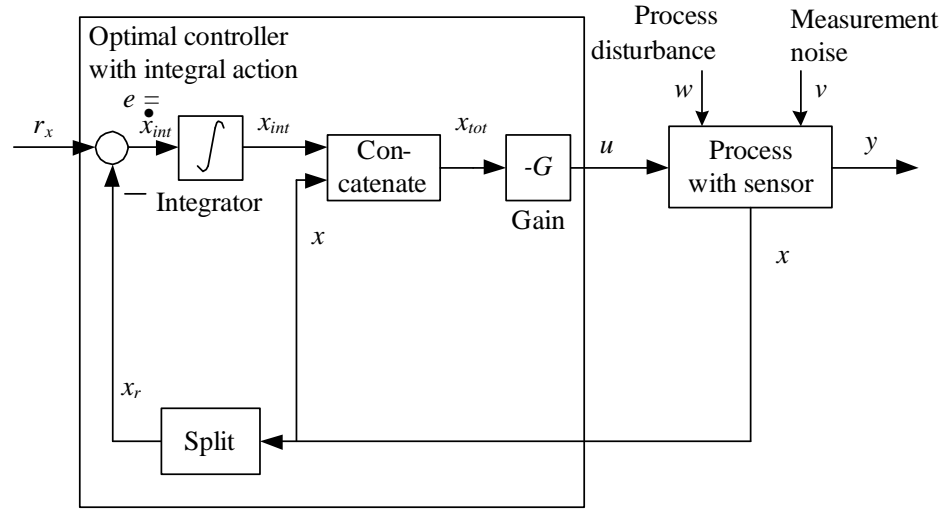 Optimal controller
with integral action
Process
disturbance
Measurement
noise
w
v
e =
r_x
ẋ_int
x_int
x_tot
Con-
catenate
-G
u
Process
with sensor
y
Integrator
Gain
x
x
x_r
Split